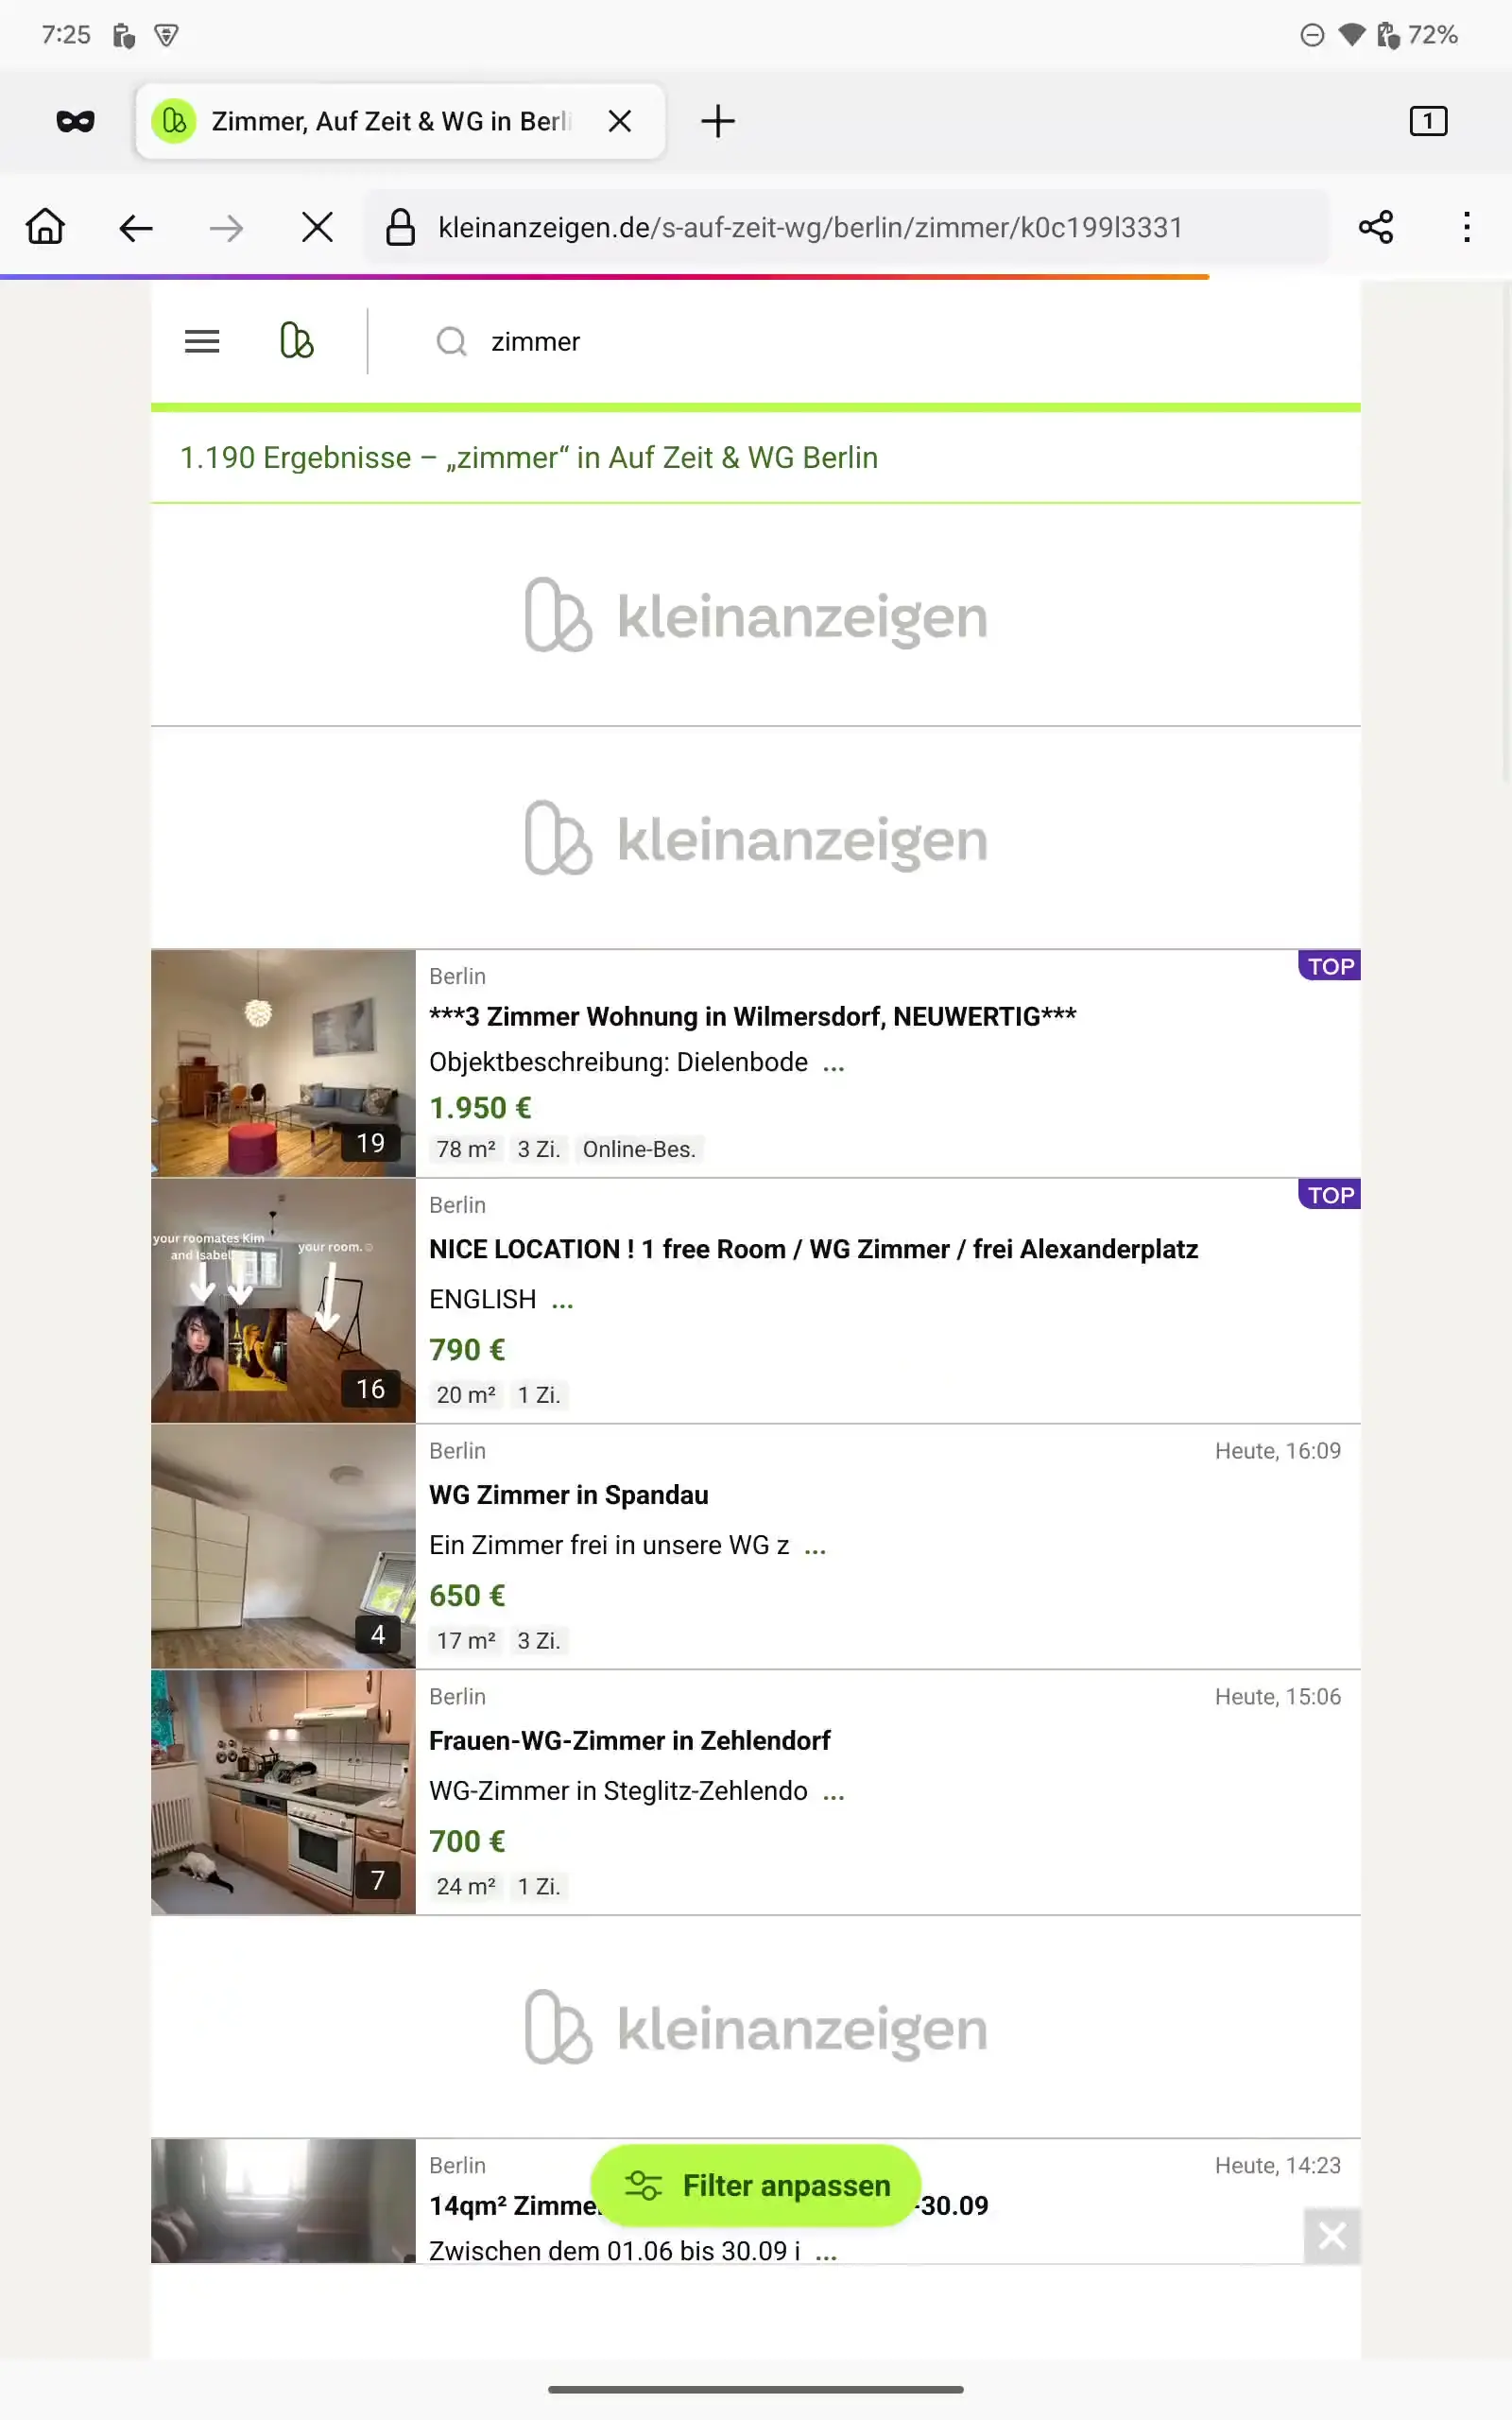 7:25
72%
Zimmer, Auf Zeit & WG in Berli
1
kleinanzeigen.de/s-auf-zeit-wg/berlin/zimmer/k0c199l3331
zimmer
1.190 Ergebnisse – „zimmer“ in Auf Zeit & WG Berlin
kleinanzeigen
kleinanzeigen
Berlin
TOP
***3 Zimmer Wohnung in Wilmersdorf, NEUWERTIG***
Objektbeschreibung: Dielenbode ...
1.950 €
19
78 m² 3 Zi. Online-Bes.
Berlin
TOP
your roomates Kim
and Isabel
your room.
NICE LOCATION ! 1 free Room / WG Zimmer / frei Alexanderplatz
ENGLISH ...
790 €
16
20 m² 1 Zi.
Berlin
Heute, 16:09
WG Zimmer in Spandau
Ein Zimmer frei in unsere WG z ...
650 €
4
17 m² 3 Zi.
Berlin
Heute, 15:06
Frauen-WG-Zimmer in Zehlendorf
WG-Zimmer in Steglitz-Zehlendo ...
700 €
7
24 m² 1 Zi.
kleinanzeigen
Berlin
Heute, 14:23
Filter anpassen
14qm² Zimme -30.09
Zwischen dem 01.06 bis 30.09 i ...